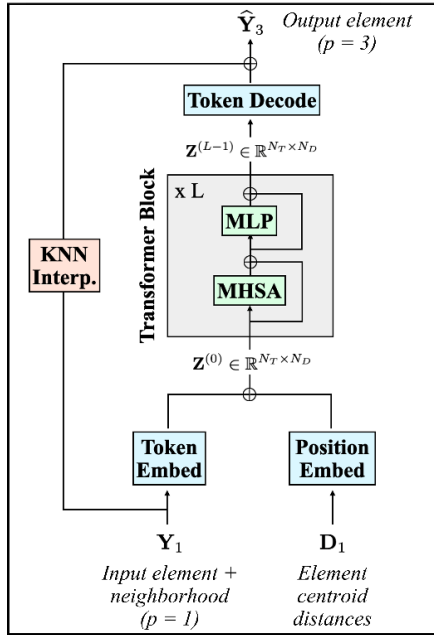 Ŷ₃
Output element
(p = 3)
Token Decode
Z^(L−1) ∈ ℝ^(N_T×N_D)
Transformer Block
x L
MLP
MHSA
KNN
Interp.
Z^(0) ∈ ℝ^(N_T×N_D)
Token
Embed
Position
Embed
Y₁
D₁
Input element +
neighborhood
(p = 1)
Element
centroid
distances